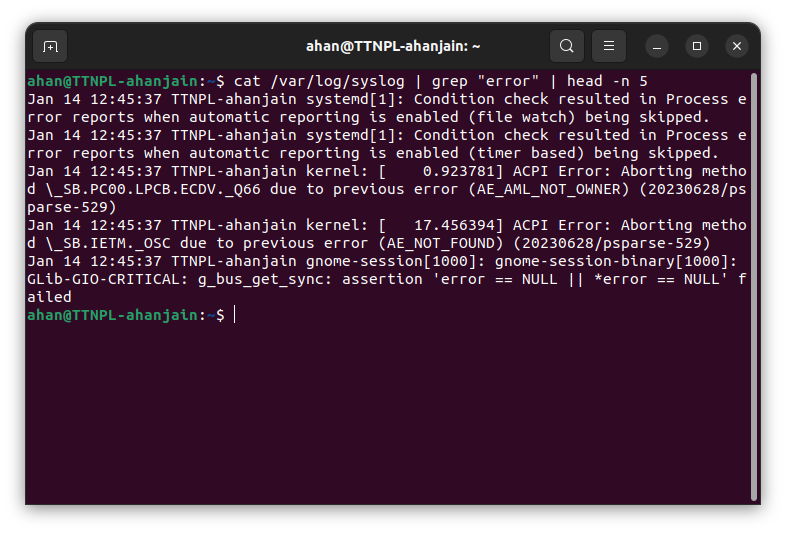 ahan@TTNPL-ahanjain: ~
ahan@TTNPL-ahanjain:~$ cat /var/log/syslog | grep "error" | head -n 5
Jan 14 12:45:37 TTNPL-ahanjain systemd[1]: Condition check resulted in Process e
rror reports when automatic reporting is enabled (file watch) being skipped.
Jan 14 12:45:37 TTNPL-ahanjain systemd[1]: Condition check resulted in Process e
rror reports when automatic reporting is enabled (timer based) being skipped.
Jan 14 12:45:37 TTNPL-ahanjain kernel: [    0.923781] ACPI Error: Aborting metho
d \_SB.PC00.LPCB.ECDV._Q66 due to previous error (AE_AML_NOT_OWNER) (20230628/ps
parse-529)
Jan 14 12:45:37 TTNPL-ahanjain kernel: [   17.456394] ACPI Error: Aborting metho
d \_SB.IETM._OSC due to previous error (AE_NOT_FOUND) (20230628/psparse-529)
Jan 14 12:45:37 TTNPL-ahanjain gnome-session[1000]: gnome-session-binary[1000]:
GLib-GIO-CRITICAL: g_bus_get_sync: assertion 'error == NULL || *error == NULL' f
ailed
ahan@TTNPL-ahanjain:~$